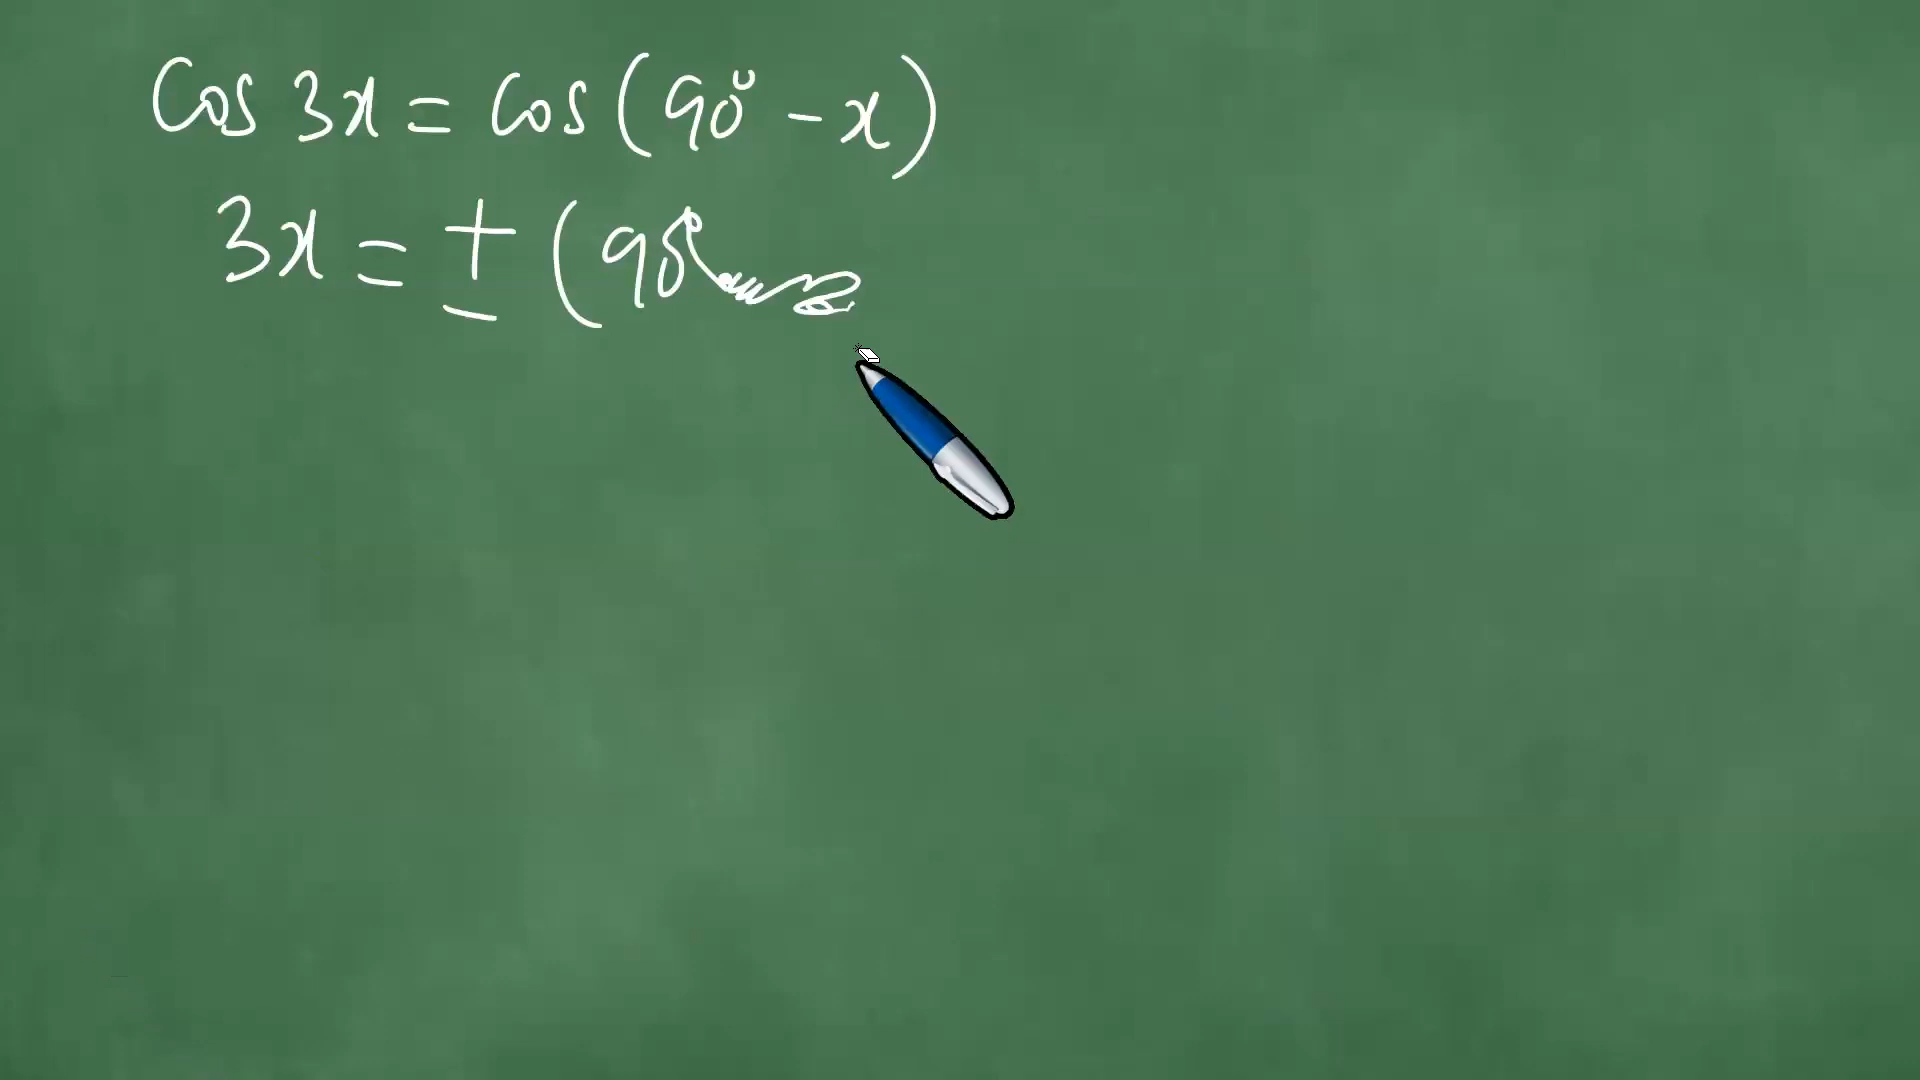 Cos 3x = Cos (90° - x)
3x = ± (90°